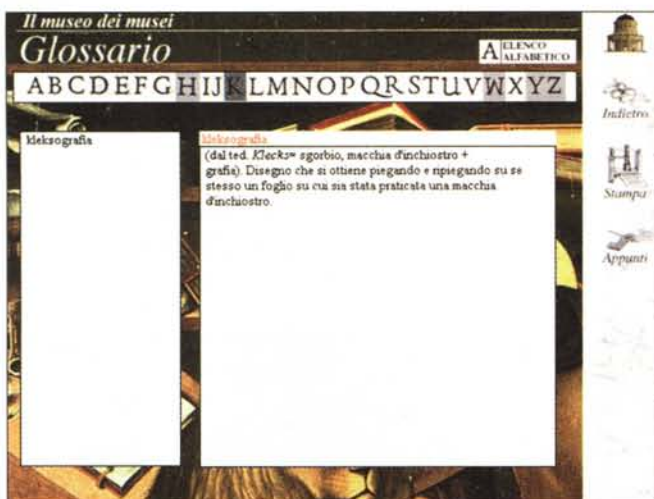 Il museo dei musei
Glossario
A ELENCO
ALFABETICO
ABCDEFGHIJKLMNOPQRSTUVWXYZ
Indietro
Stampa
Appunti
kleksografia
kleksografia
(dal ted. Klecks= sgorbio, macchia d'inchiostro +
grafia). Disegno che si ottiene piegando e ripiegando su se
stesso un foglio su cui sia stata praticata una macchia
d'inchiostro.